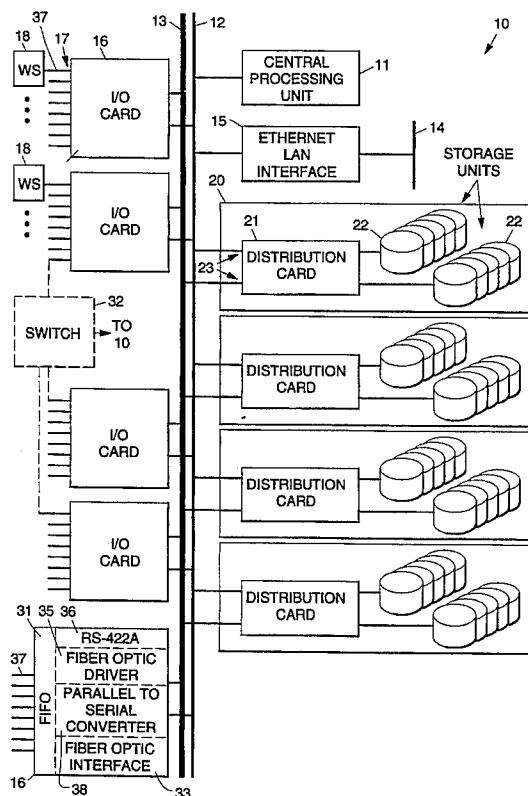 10
13
12
37
18
17
16
WS
I/O
CARD
CENTRAL
PROCESSING
UNIT
11
15
14
ETHERNET
LAN
INTERFACE
18
WS
I/O
CARD
STORAGE
UNITS
20
21
22
22
23
DISTRIBUTION
CARD
32
SWITCH
TO
10
DISTRIBUTION
CARD
I/O
CARD
DISTRIBUTION
CARD
I/O
CARD
DISTRIBUTION
CARD
31
35
36
RS-422A
37
FIFO
FIBER OPTIC
DRIVER
PARALLEL TO
SERIAL
CONVERTER
FIBER OPTIC
INTERFACE
16
38
33